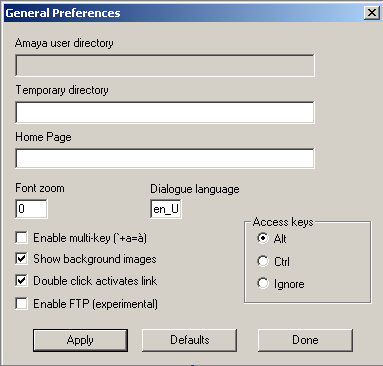 General Preferences
Amaya user directory
Temporary directory
Home Page
Font zoom Dialogue language
0 en_U
Enable multi-key (`+a=à)
Show background images
Double click activates link
Enable FTP (experimental)
Access keys
Alt
Ctrl
Ignore
Apply Defaults Done